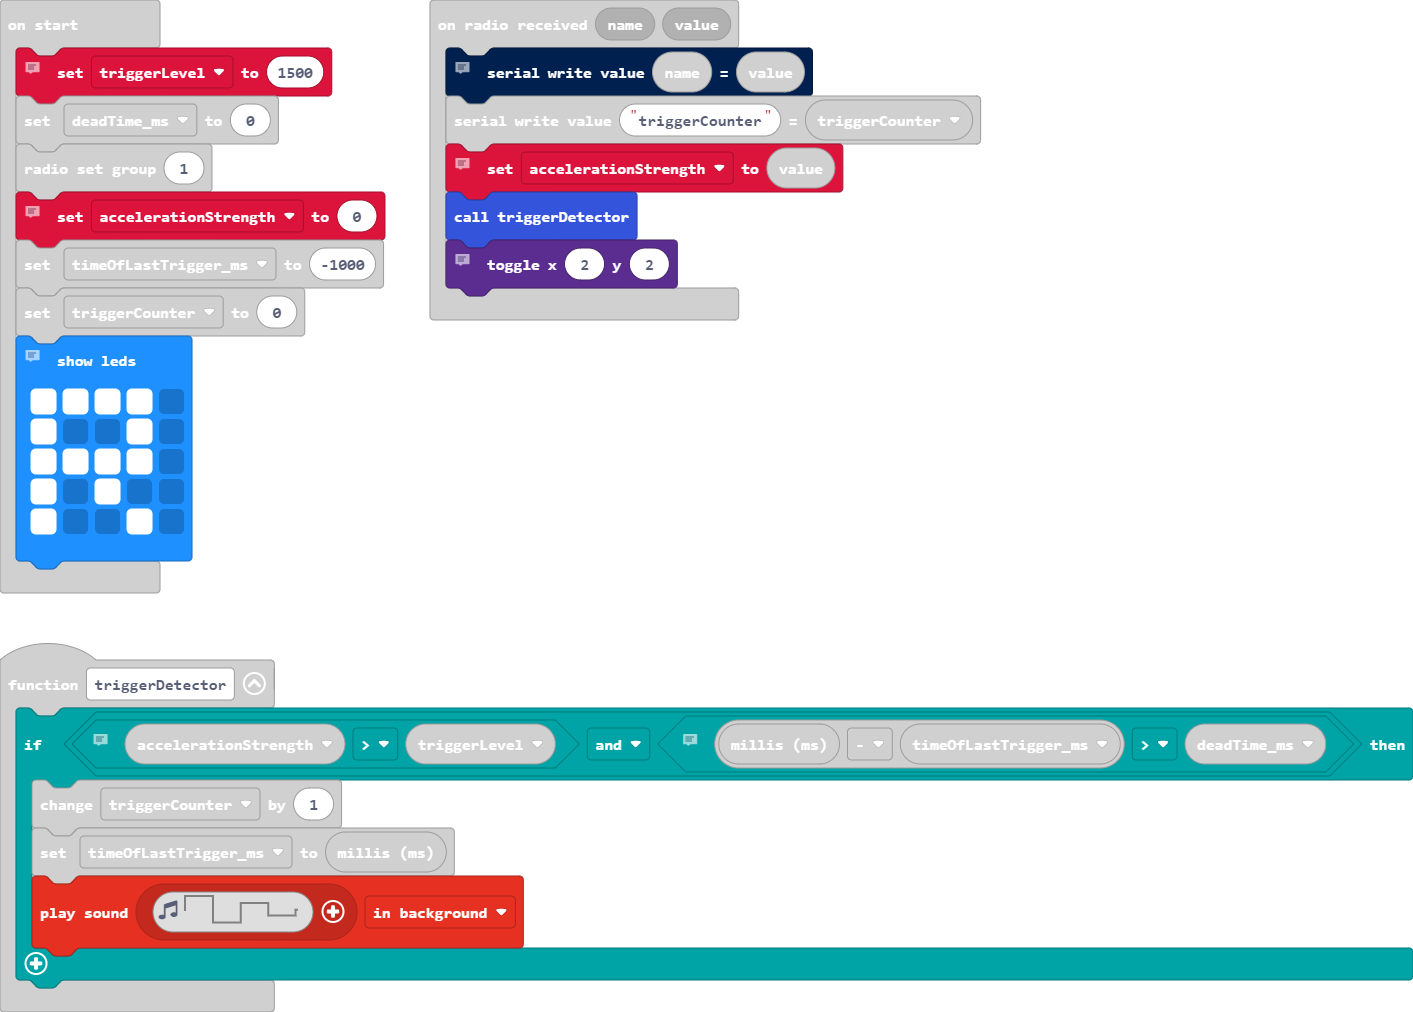 on start
set triggerLevel to 1500
set deadTime_ms to 0
radio set group 1
set accelerationStrength to 0
set timeOfLastTrigger_ms to -1000
set triggerCounter to 0
show leds
on radio received name value
serial write value name = value
serial write value "triggerCounter" = triggerCounter
set accelerationStrength to value
call triggerDetector
toggle x 2 y 2
function triggerDetector
if accelerationStrength > triggerLevel and millis (ms) - timeOfLastTrigger_ms > deadTime_ms then
change triggerCounter by 1
set timeOfLastTrigger_ms to millis (ms)
play sound in background